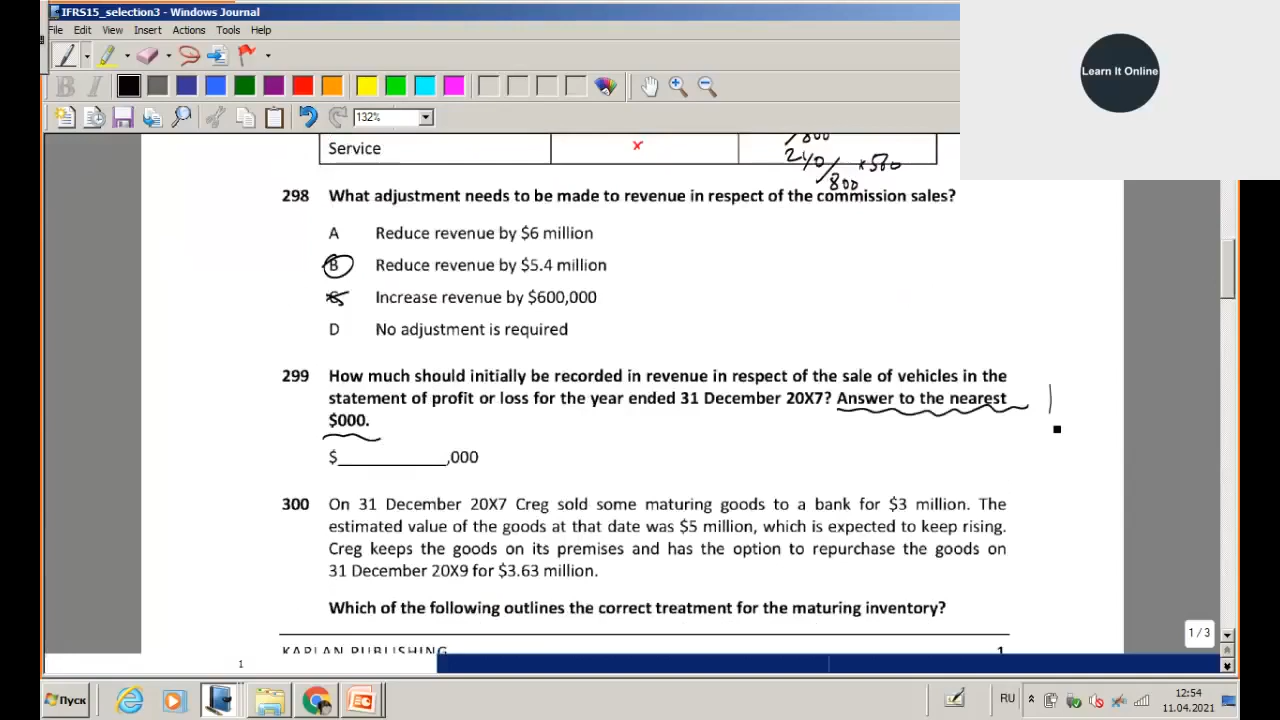 IFRS15_selection3 - Windows Journal
File Edit View Insert Actions Tools Help
Learn It Online
B I
132%
Service x /800
240/800 *560
298 What adjustment needs to be made to revenue in respect of the commission sales?
A Reduce revenue by $6 million
B Reduce revenue by $5.4 million
C Increase revenue by $600,000
D No adjustment is required
299 How much should initially be recorded in revenue in respect of the sale of vehicles in the
statement of profit or loss for the year ended 31 December 20X7? Answer to the nearest
$000.
$____________,000
300 On 31 December 20X7 Creg sold some maturing goods to a bank for $3 million. The
estimated value of the goods at that date was $5 million, which is expected to keep rising.
Creg keeps the goods on its premises and has the option to repurchase the goods on
31 December 20X9 for $3.63 million.
Which of the following outlines the correct treatment for the maturing inventory?
1 / 3
KAPLAN PUBLISHING 1
1
Пуск
RU
12:54
11.04.2021